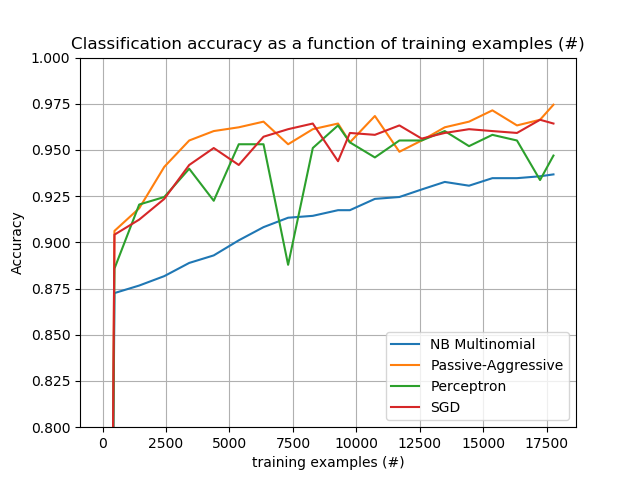 Classification accuracy as a function of training examples (#)
1.000
0.975
0.950
0.925
0.900
0.875
0.850
0.825
0.800
Accuracy
NB Multinomial
Passive-Aggressive
Perceptron
SGD
0 2500 5000 7500 10000 12500 15000 17500
training examples (#)